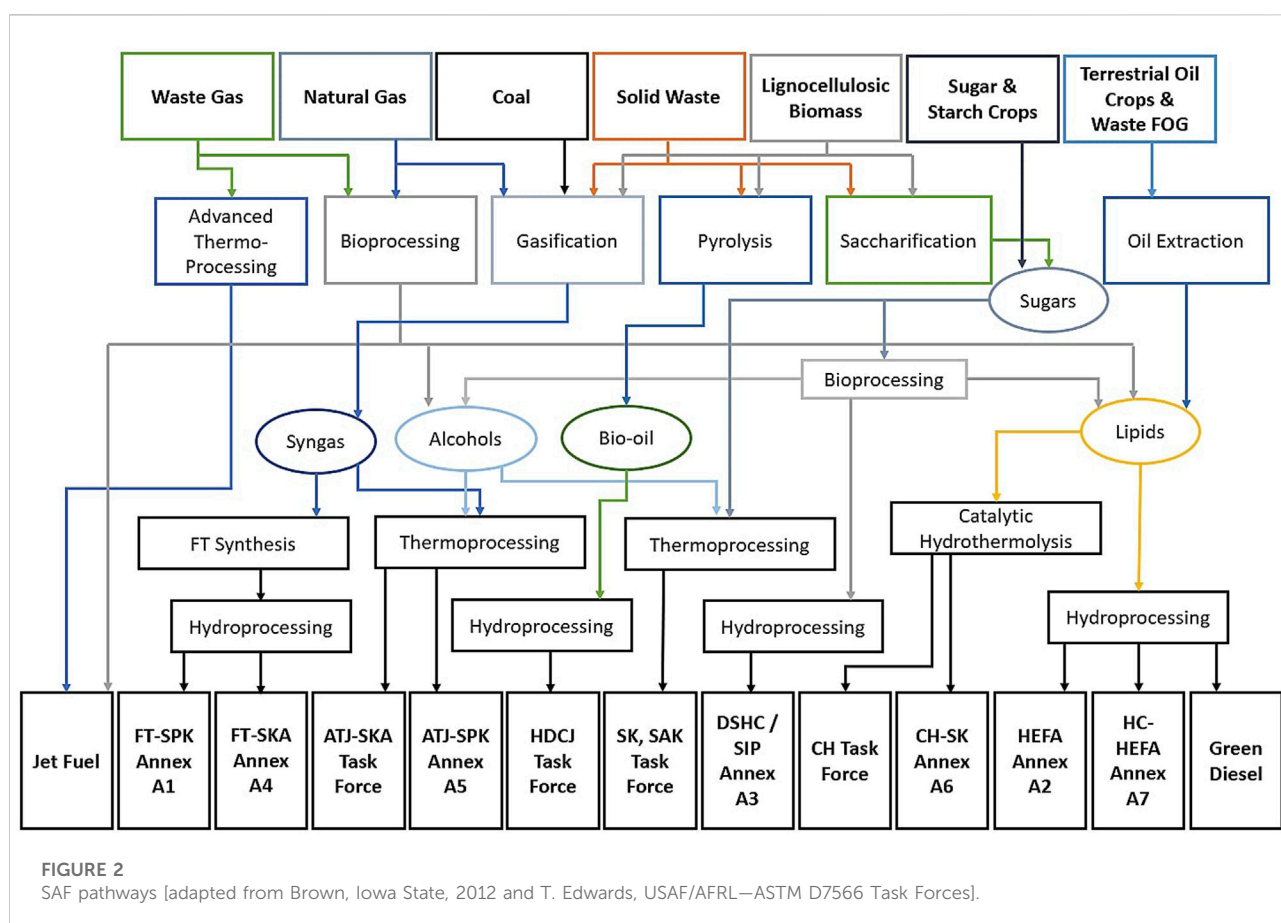 Waste Gas
Natural Gas
Coal
Solid Waste
Lignocellulosic
Biomass
Sugar &
Starch Crops
Terrestrial Oil
Crops &
Waste FOG
Advanced
Thermo-
Processing
Bioprocessing
Gasification
Pyrolysis
Saccharification
Oil Extraction
Sugars
Bioprocessing
Syngas
Alcohols
Bio-oil
Lipids
FT Synthesis
Thermoprocessing
Thermoprocessing
Catalytic
Hydrothermolysis
Hydroprocessing
Hydroprocessing
Hydroprocessing
Hydroprocessing
Jet Fuel
FT-SPK
Annex
A1
FT-SKA
Annex
A4
ATJ-SKA
Task
Force
ATJ-SPK
Annex
A5
HDCJ
Task
Force
SK, SAK
Task
Force
DSHC /
SIP
Annex
A3
CH Task
Force
CH-SK
Annex
A6
HEFA
Annex
A2
HC-
HEFA
Annex
A7
Green
Diesel
FIGURE 2
SAF pathways [adapted from Brown, Iowa State, 2012 and T. Edwards, USAF/AFRL—ASTM D7566 Task Forces].